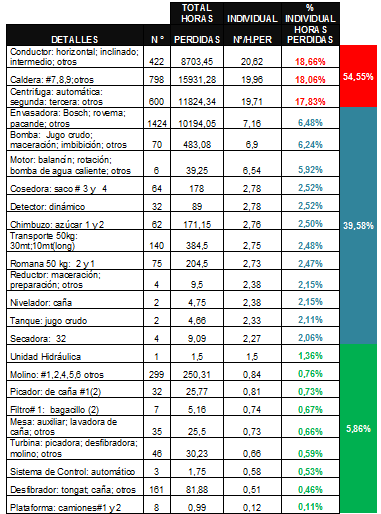 DETALLES N º TOTAL HORAS PERDIDAS INDIVIDUAL Nº/H.PER % INDIVIDUAL HORAS PERDIDAS
Conductor: horizontal; inclinado; intermedio; otros 422 8703,45 20,62 18,66%
Caldera: #7,8,9;otros 798 15931,28 19,96 18,06% 54,55%
Centrifuga: automática: segunda: tercera: otros 600 11824,34 19,71 17,83%
Envasadora: Bosch; rovema; pacande; otros 1424 10194,05 7,16 6,48%
Bomba: Jugo crudo; maceración; imbibición; otros 70 483,08 6,9 6,24%
Motor: balancín; rotación; bomba de agua caliente; otros 6 39,25 6,54 5,92%
Cosedora: saco # 3 y 4 64 178 2,78 2,52%
Detector: dinámico 32 89 2,78 2,52%
Chimbuzo: azúcar 1 y 2 62 171,15 2,76 2,50% 39,58%
Transporte 50kg: 30mt;10mt(long) 140 384,5 2,75 2,48%
Romana 50 kg: 2 y 1 75 204,5 2,73 2,47%
Reductor: maceración; preparación; otros 4 9,5 2,38 2,15%
Nivelador: caña 2 4,75 2,38 2,15%
Tanque: jugo crudo 2 4,66 2,33 2,11%
Secadora: 32 4 9,09 2,27 2,06%
Unidad Hidráulica 1 1,5 1,5 1,36%
Molino: #1,2,4,5,6 otros 299 250,31 0,84 0,76%
Picador: de caña #1(2) 32 25,77 0,81 0,73%
Filtro# 1: bagacillo (2) 7 5,16 0,74 0,67%
Mesa: auxiliar; lavadora de caña; otros 35 25,5 0,73 0,66% 5,86%
Turbina: picadora; desfibradora; molino; otros 46 30,23 0,66 0,59%
Sistema de Control: automático 3 1,75 0,58 0,53%
Desfibrador: tongat; caña; otros 161 81,88 0,51 0,46%
Plataforma: camiones#1 y 2 8 0,99 0,12 0,11%